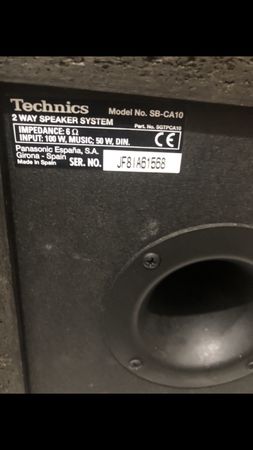 Technics Model No. SB-CA10
2 WAY SPEAKER SYSTEM Part No. SGTPCA10
IMPEDANCE: 6 Ω
INPUT: 100 W, MUSIC; 50 W, DIN. CE
Panasonic España, S.A.
Girona - Spain
Made in Spain SER. NO. JF8IA61568